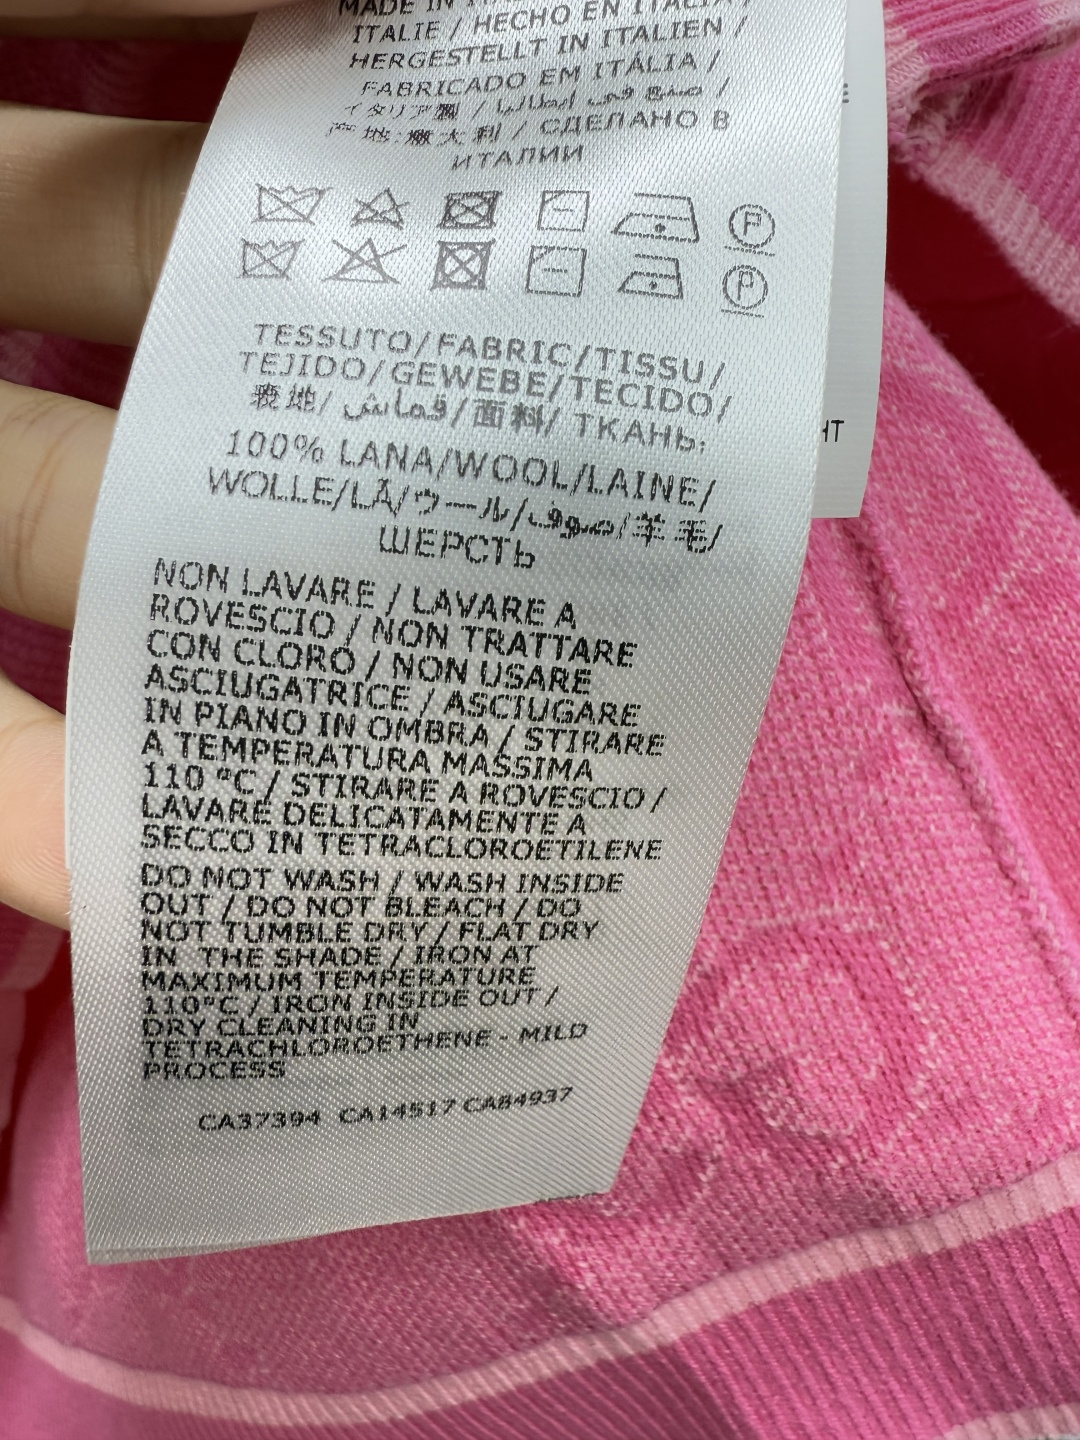 MADE IN
ITALIE / HECHO EN ITALIA /
HERGESTELLT IN ITALIEN /
FABRICADO EM ITÁLIA /
イタリア製 / صنع في ايطاليا /
产地:意大利 / СДЕЛАНО В
ИТАЛИИ
TESSUTO/FABRIC/TISSU/
TEJIDO/GEWEBE/TECIDO/
قماش/面料/ ТКАНЬ:
100% LANA/WOOL/LAINE/
WOLLE/LÃ/ウール/صوف/羊毛/
ШЕРСТЬ
NON LAVARE / LAVARE A
ROVESCIO / NON TRATTARE
CON CLORO / NON USARE
ASCIUGATRICE / ASCIUGARE
IN PIANO IN OMBRA / STIRARE
A TEMPERATURA MASSIMA
110 °C / STIRARE A ROVESCIO /
LAVARE DELICATAMENTE A
SECCO IN TETRACLOROETILENE
DO NOT WASH / WASH INSIDE
OUT / DO NOT BLEACH / DO
NOT TUMBLE DRY / FLAT DRY
IN THE SHADE / IRON AT
MAXIMUM TEMPERATURE
110°C / IRON INSIDE OUT /
DRY CLEANING IN
TETRACHLOROETHENE - MILD
PROCESS
CA37394 CA14517 CA84937
HT